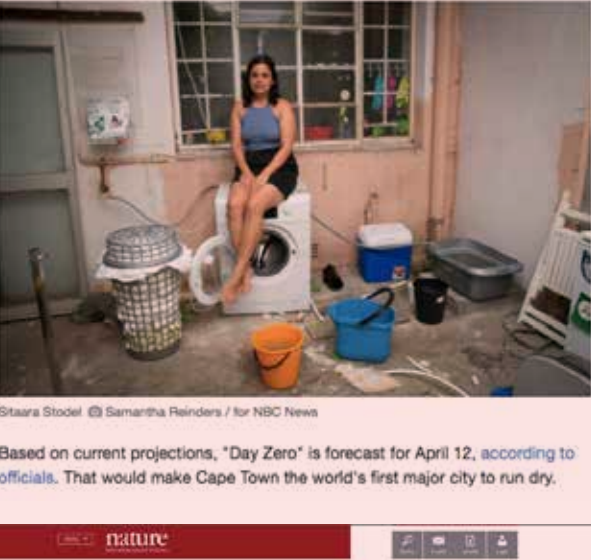 Sitaara Stodel Samantha Reinders / for NBC News
Based on current projections, "Day Zero" is forecast for April 12, according to
officials. That would make Cape Town the world's first major city to run dry.
nature